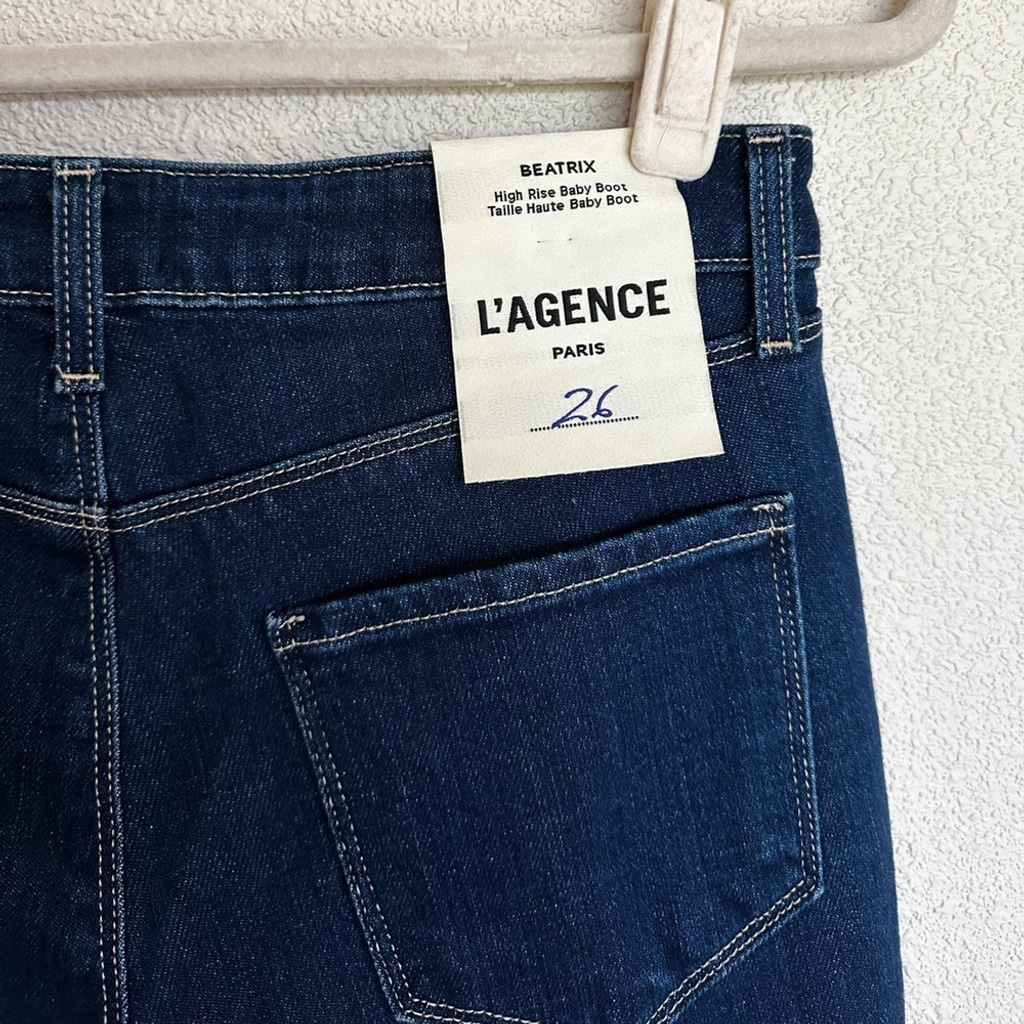 BEATRIX
High Rise Baby Boot
Taille Haute Baby Boot
L'AGENCE
PARIS
26